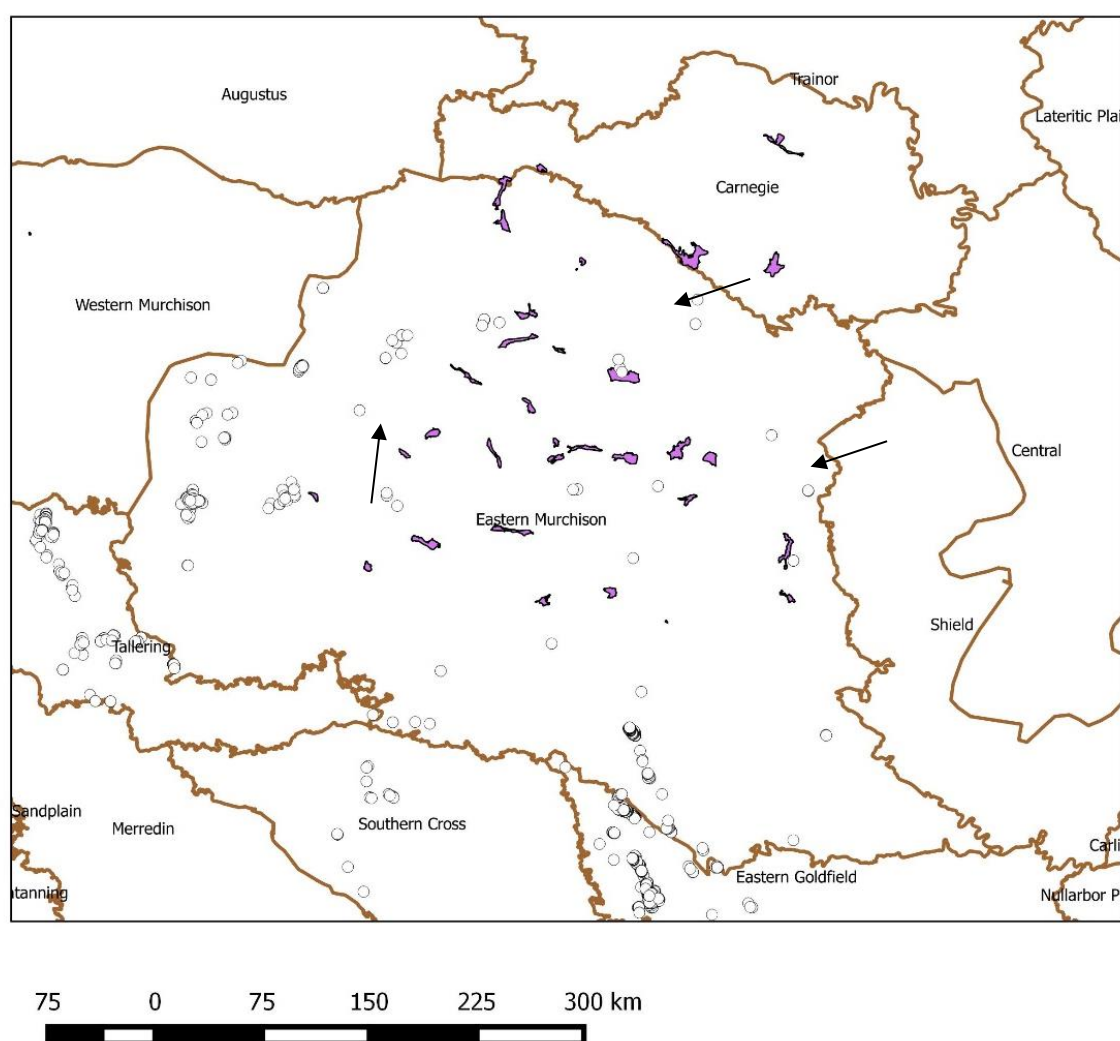 Augustus
Trainor
Lateritic Plai
Carnegie
Western Murchison
Central
Eastern Murchison
Shield
Tallering
Sandplain
Merredin
Southern Cross
Carli
Eastern Goldfield
ntanning
Nullarbor P
75 0 75 150 225 300 km